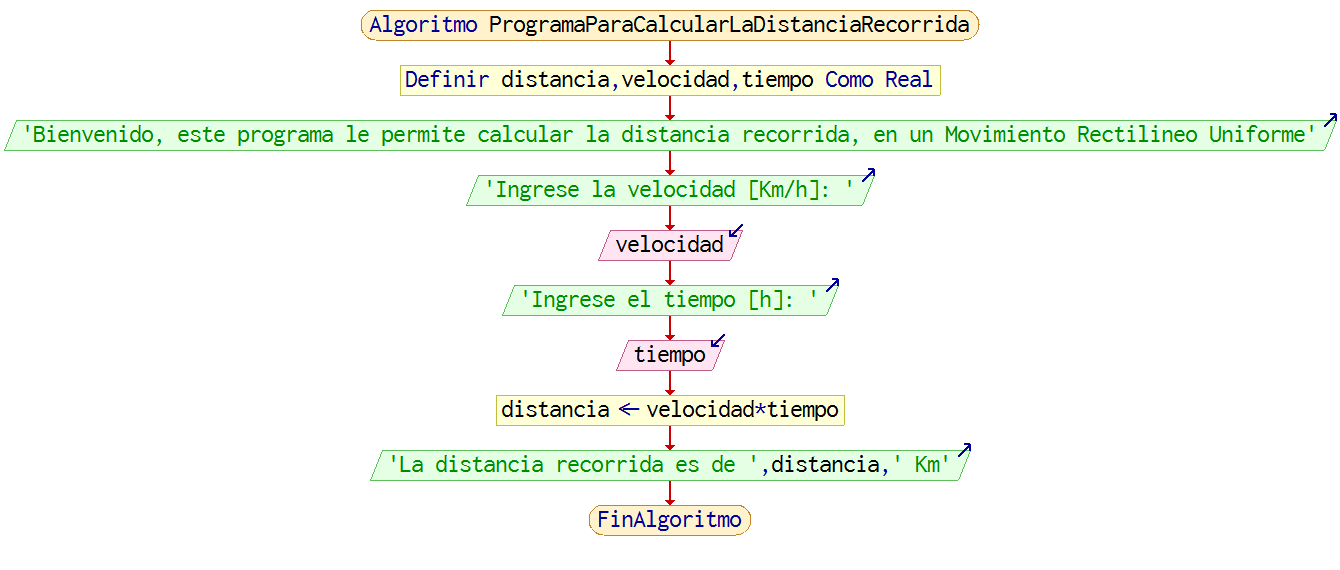 Algoritmo ProgramaParaCalcularLaDistanciaRecorrida
Definir distancia,velocidad,tiempo Como Real
'Bienvenido, este programa le permite calcular la distancia recorrida, en un Movimiento Rectilineo Uniforme'
'Ingrese la velocidad [Km/h]: '
velocidad
'Ingrese el tiempo [h]: '
tiempo
distancia ← velocidad*tiempo
'La distancia recorrida es de ',distancia,' Km'
FinAlgoritmo